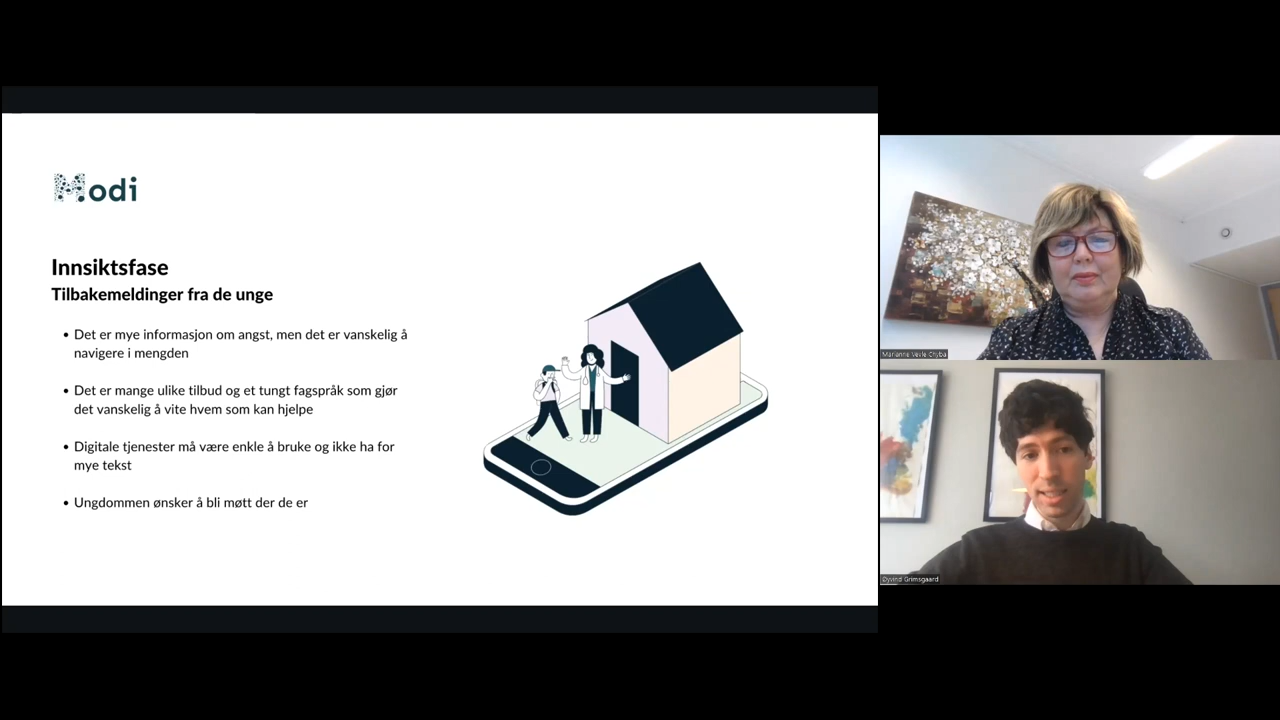 Modi
Innsiktsfase
Tilbakemeldinger fra de unge
• Det er mye informasjon om angst, men det er vanskelig å
navigere i mengden
• Det er mange ulike tilbud og et tungt fagspråk som gjør
det vanskelig å vite hvem som kan hjelpe
• Digitale tjenester må være enkle å bruke og ikke ha for
mye tekst
• Ungdommen ønsker å bli møtt der de er
Marianne Vevle Chyba
Øyvind Grimsgaard